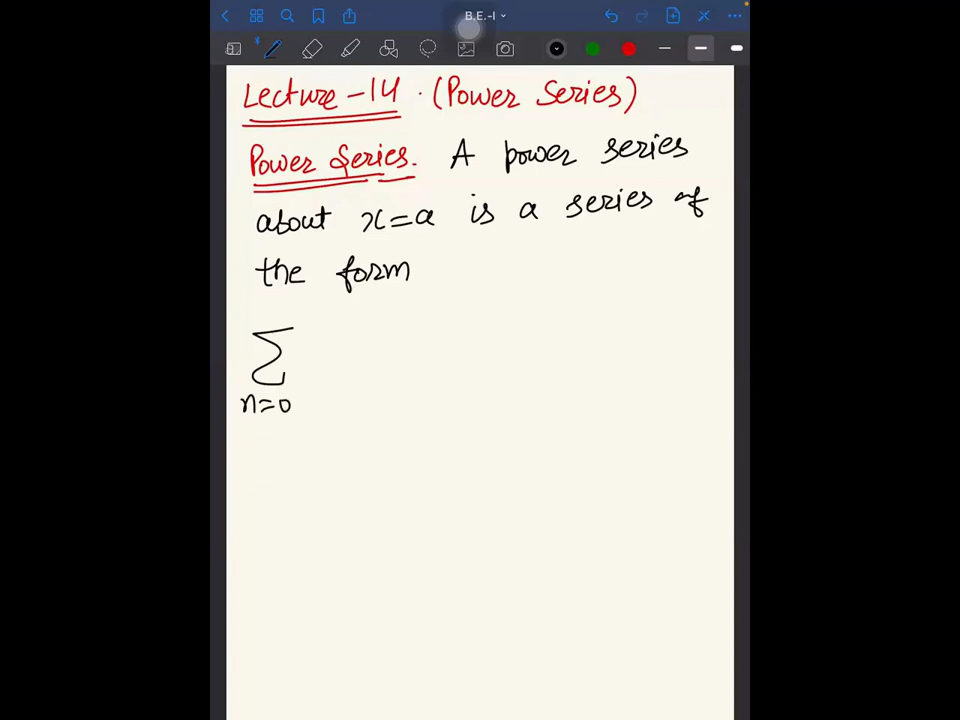 B.E.-I
Lecture-14 . (Power Series)
Power Series. A power series
about x=a is a series of
the form
∑
n=0